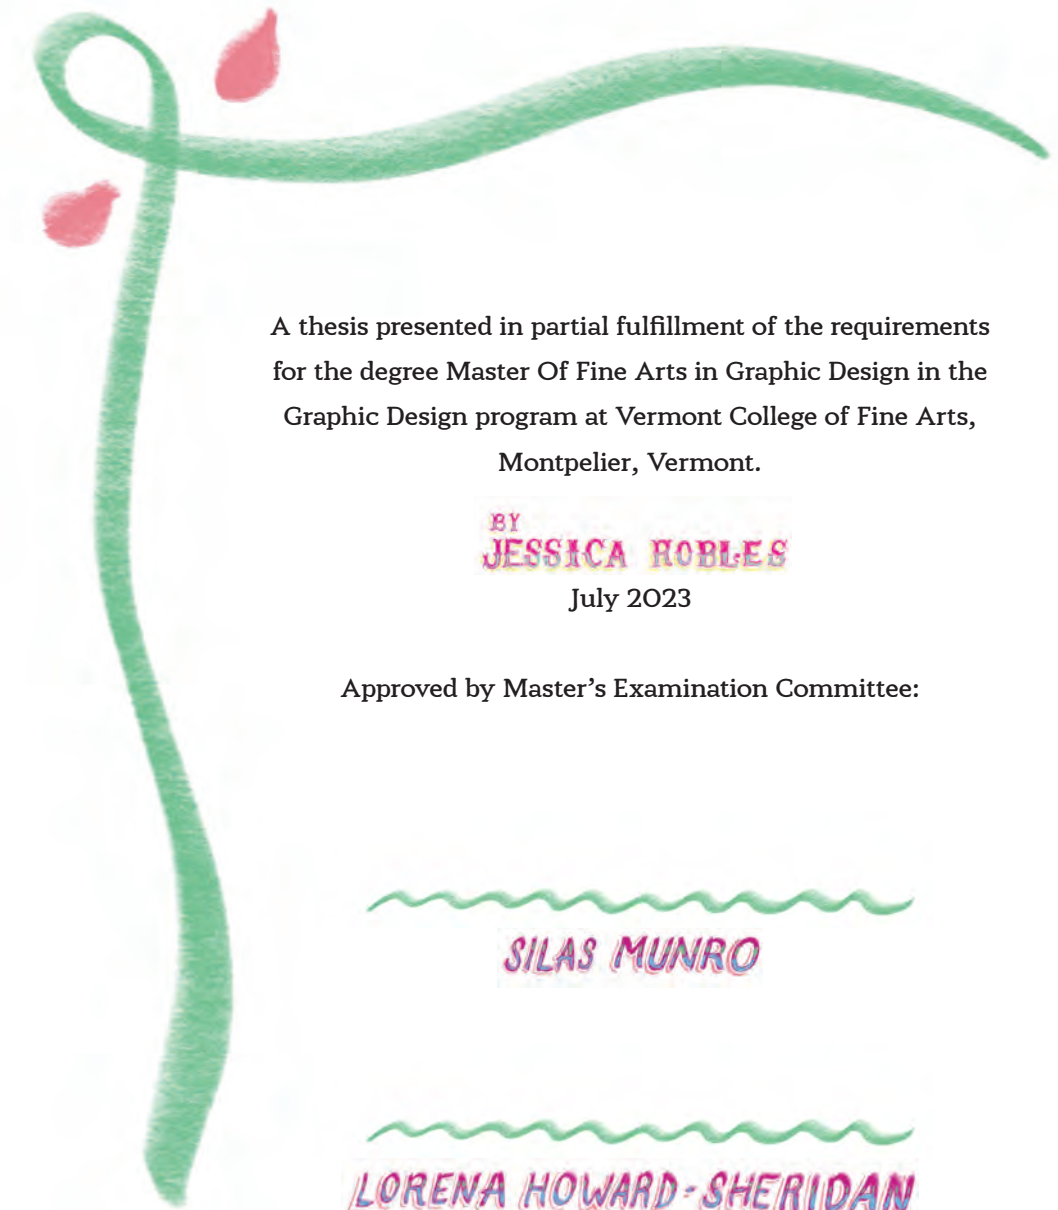 A thesis presented in partial fulfillment of the requirements
for the degree Master Of Fine Arts in Graphic Design in the
Graphic Design program at Vermont College of Fine Arts,
Montpelier, Vermont.
BY
JESSICA ROBLES
July 2023
Approved by Master’s Examination Committee:
SILAS MUNRO
LORENA HOWARD-SHERIDAN